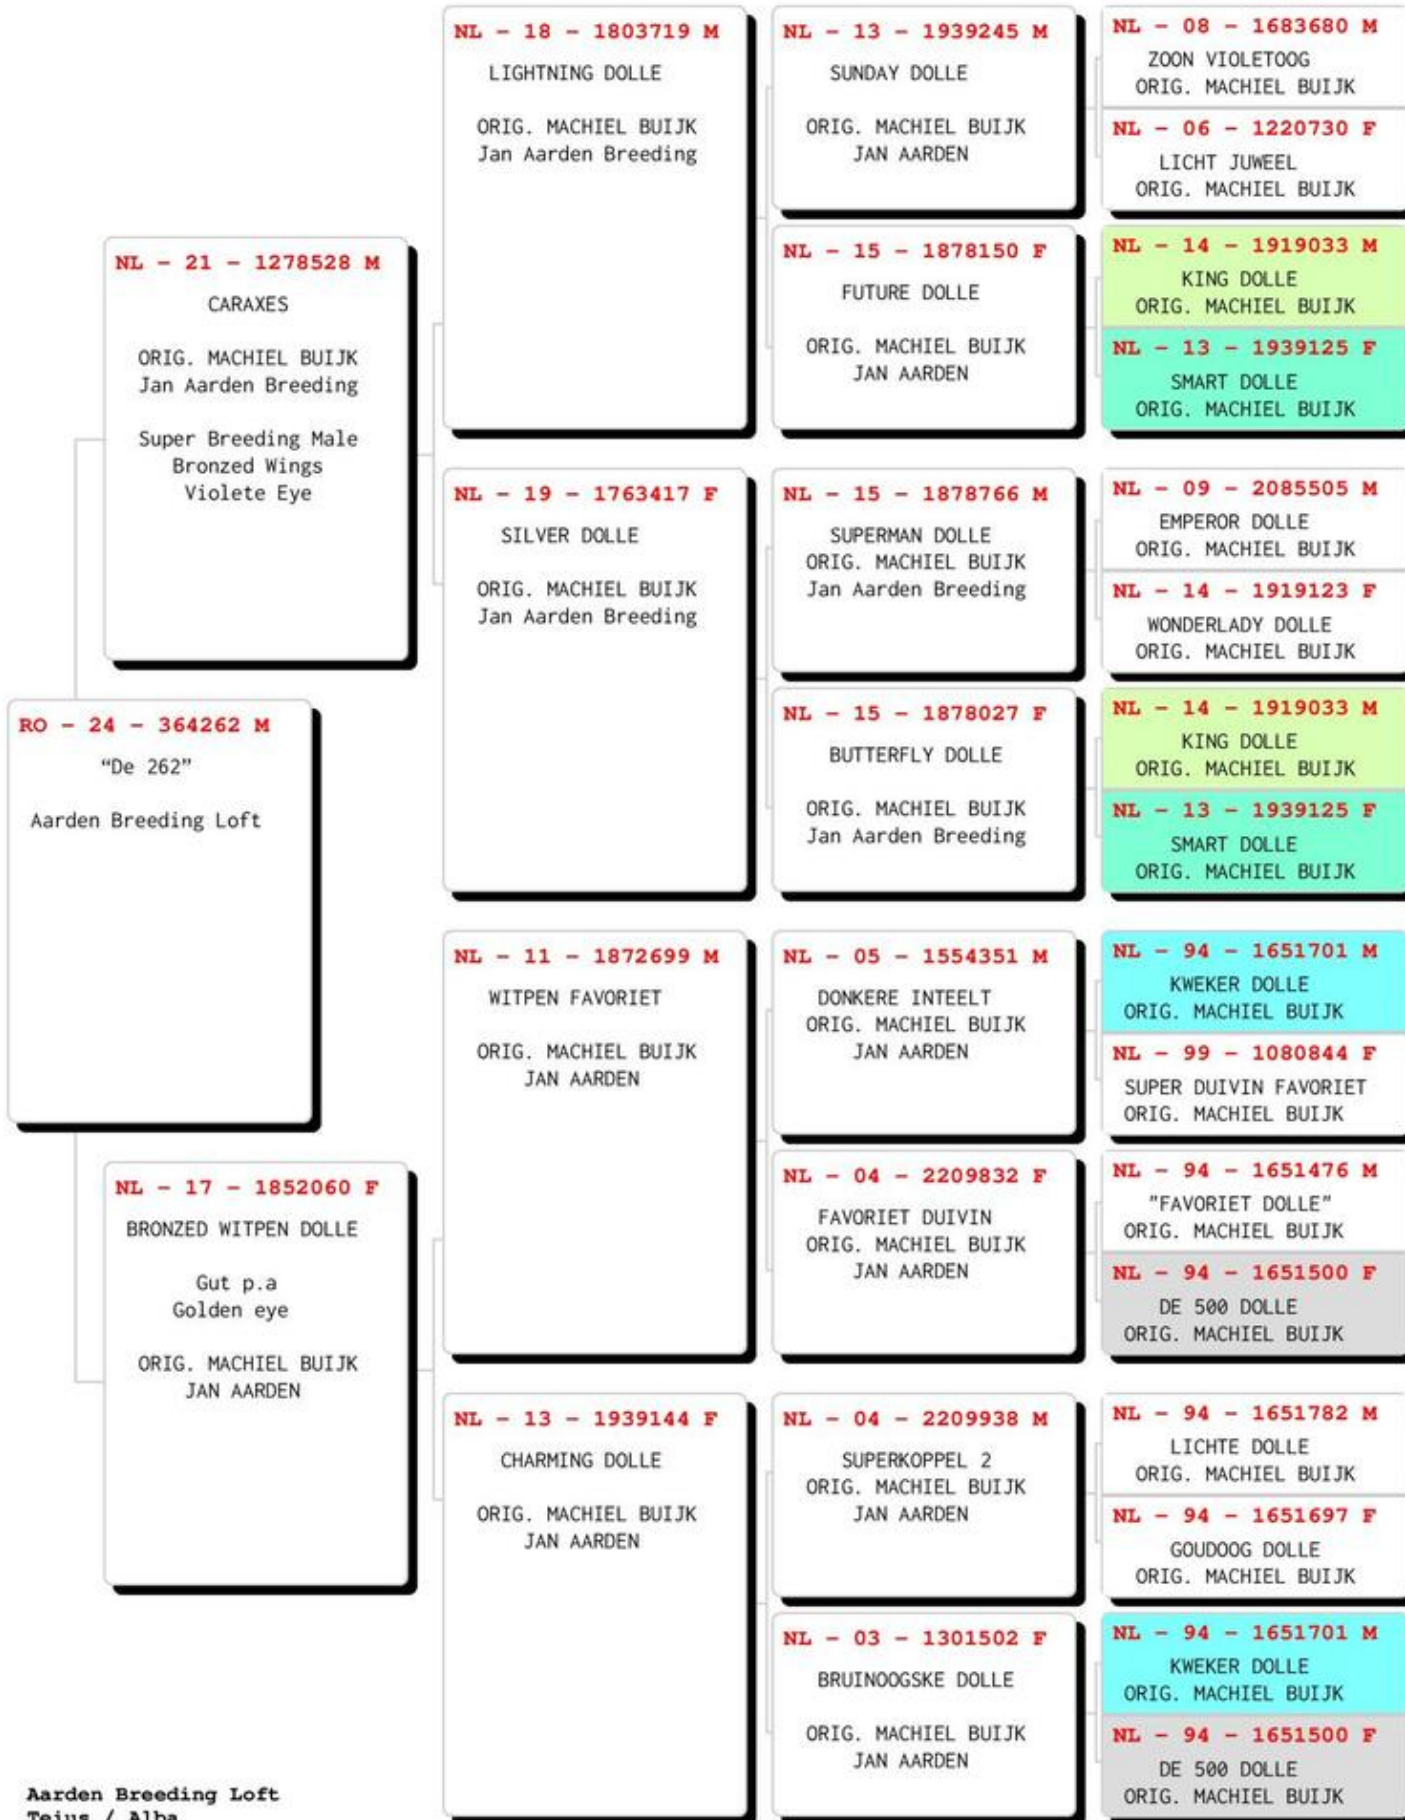 RO - 24 - 364262 M
“De 262”
Aarden Breeding Loft
NL - 21 - 1278528 M
CARAXES
ORIG. MACHIEL BUIJK
Jan Aarden Breeding
Super Breeding Male
Bronzed Wings
Violete Eye
NL - 17 - 1852060 F
BRONZED WITPEN DOLLE
Gut p.a
Golden eye
ORIG. MACHIEL BUIJK
JAN AARDEN
NL - 18 - 1803719 M
LIGHTNING DOLLE
ORIG. MACHIEL BUIJK
Jan Aarden Breeding
NL - 19 - 1763417 F
SILVER DOLLE
ORIG. MACHIEL BUIJK
Jan Aarden Breeding
NL - 11 - 1872699 M
WITPEN FAVORIET
ORIG. MACHIEL BUIJK
JAN AARDEN
NL - 13 - 1939144 F
CHARMING DOLLE
ORIG. MACHIEL BUIJK
JAN AARDEN
NL - 13 - 1939245 M
SUNDAY DOLLE
ORIG. MACHIEL BUIJK
JAN AARDEN
NL - 15 - 1878150 F
FUTURE DOLLE
ORIG. MACHIEL BUIJK
JAN AARDEN
NL - 15 - 1878766 M
SUPERMAN DOLLE
ORIG. MACHIEL BUIJK
Jan Aarden Breeding
NL - 15 - 1878027 F
BUTTERFLY DOLLE
ORIG. MACHIEL BUIJK
Jan Aarden Breeding
NL - 05 - 1554351 M
DONKERE INTEELT
ORIG. MACHIEL BUIJK
JAN AARDEN
NL - 04 - 2209832 F
FAVORIET DUIVIN
ORIG. MACHIEL BUIJK
JAN AARDEN
NL - 04 - 2209938 M
SUPERKOPPEL 2
ORIG. MACHIEL BUIJK
JAN AARDEN
NL - 03 - 1301502 F
BRUINOOGSKE DOLLE
ORIG. MACHIEL BUIJK
JAN AARDEN
NL - 08 - 1683680 M
ZOON VIOLETOOG
ORIG. MACHIEL BUIJK
NL - 06 - 1220730 F
LICHT JUWEEL
ORIG. MACHIEL BUIJK
NL - 14 - 1919033 M
KING DOLLE
ORIG. MACHIEL BUIJK
NL - 13 - 1939125 F
SMART DOLLE
ORIG. MACHIEL BUIJK
NL - 09 - 2085505 M
EMPEROR DOLLE
ORIG. MACHIEL BUIJK
NL - 14 - 1919123 F
WONDERLADY DOLLE
ORIG. MACHIEL BUIJK
NL - 14 - 1919033 M
KING DOLLE
ORIG. MACHIEL BUIJK
NL - 13 - 1939125 F
SMART DOLLE
ORIG. MACHIEL BUIJK
NL - 94 - 1651701 M
KWEKER DOLLE
ORIG. MACHIEL BUIJK
NL - 99 - 1080844 F
SUPER DUIVIN FAVORIET
ORIG. MACHIEL BUIJK
NL - 94 - 1651476 M
"FAVORIET DOLLE"
ORIG. MACHIEL BUIJK
NL - 94 - 1651500 F
DE 500 DOLLE
ORIG. MACHIEL BUIJK
NL - 94 - 1651782 M
LICHTE DOLLE
ORIG. MACHIEL BUIJK
NL - 94 - 1651697 F
GOUDOOG DOLLE
ORIG. MACHIEL BUIJK
NL - 94 - 1651701 M
KWEKER DOLLE
ORIG. MACHIEL BUIJK
NL - 94 - 1651500 F
DE 500 DOLLE
ORIG. MACHIEL BUIJK
Aarden Breeding Loft
Teius / Alba